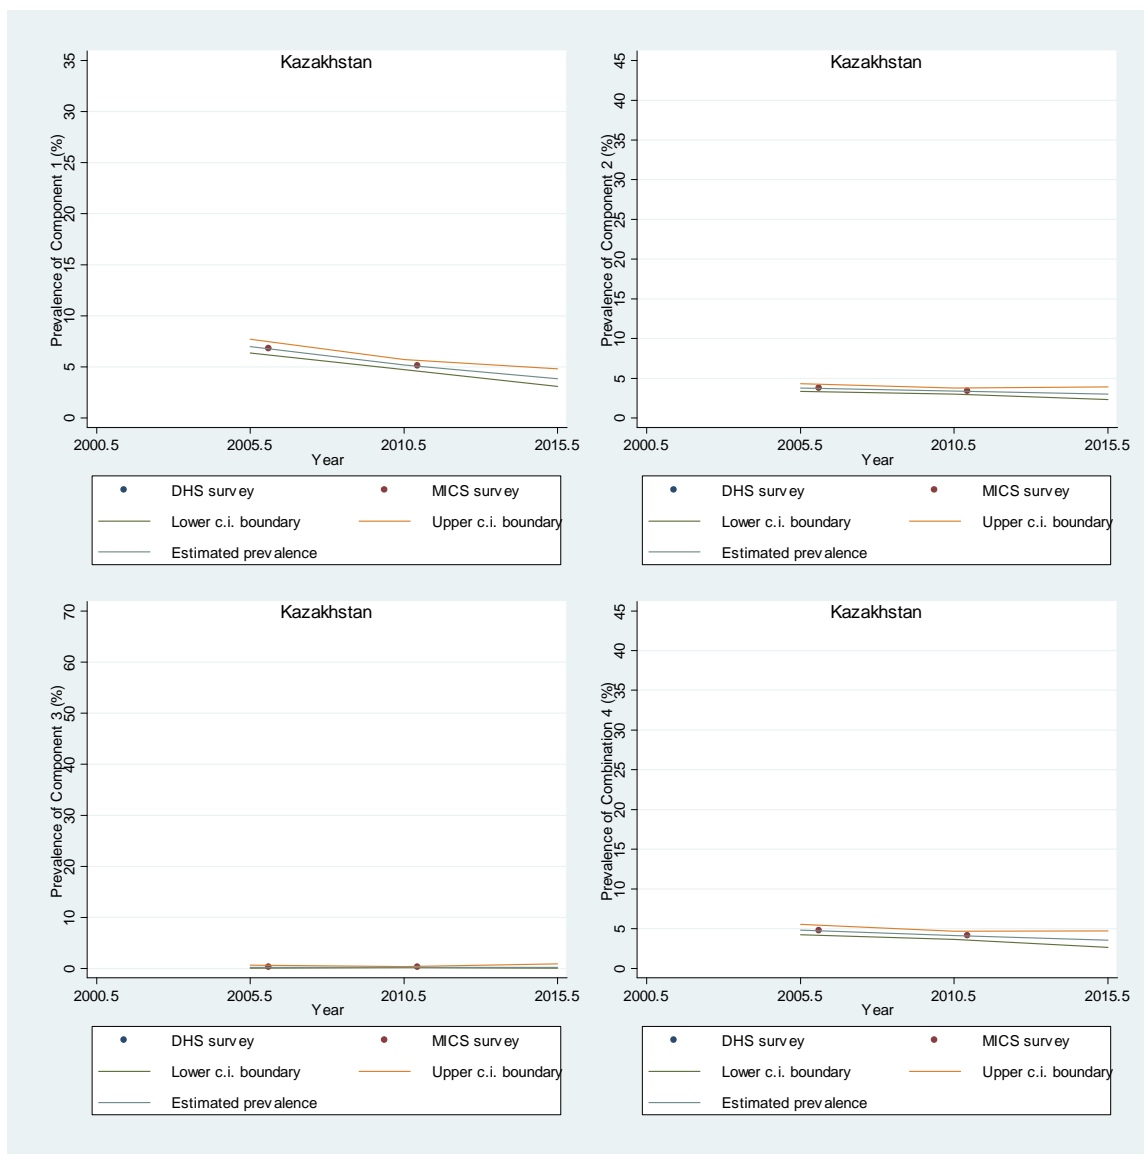 Kazakhstan
Prevalence of Component 1 (%)
35
30
25
20
15
10
5
0
2000.5 2005.5 2010.5 2015.5
Year
DHS survey MICS survey
Lower c.i. boundary Upper c.i. boundary
Estimated prevalence
Kazakhstan
Prevalence of Component 2 (%)
45
40
35
30
25
20
15
10
5
0
2000.5 2005.5 2010.5 2015.5
Year
DHS survey MICS survey
Lower c.i. boundary Upper c.i. boundary
Estimated prevalence
Kazakhstan
Prevalence of Component 3 (%)
70
60
50
40
30
20
10
0
2000.5 2005.5 2010.5 2015.5
Year
DHS survey MICS survey
Lower c.i. boundary Upper c.i. boundary
Estimated prevalence
Kazakhstan
Prevalence of Combination 4 (%)
45
40
35
30
25
20
15
10
5
0
2000.5 2005.5 2010.5 2015.5
Year
DHS survey MICS survey
Lower c.i. boundary Upper c.i. boundary
Estimated prevalence